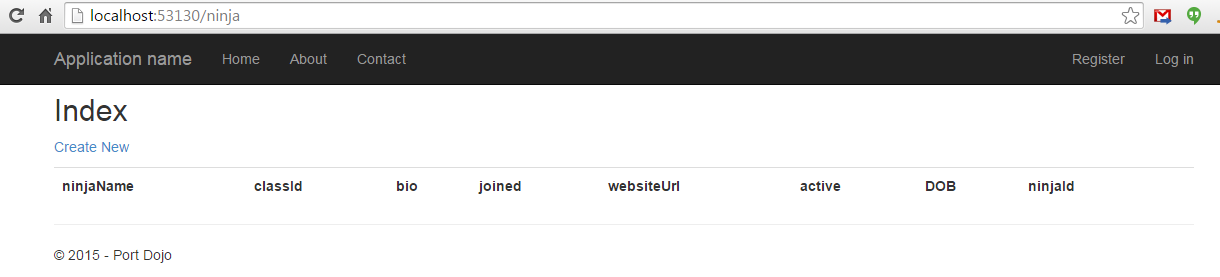 localhost:53130/ninja
Application name Home About Contact Register Log in
Index
Create New
ninjaName classId bio joined websiteUrl active DOB ninjaId
© 2015 - Port Dojo